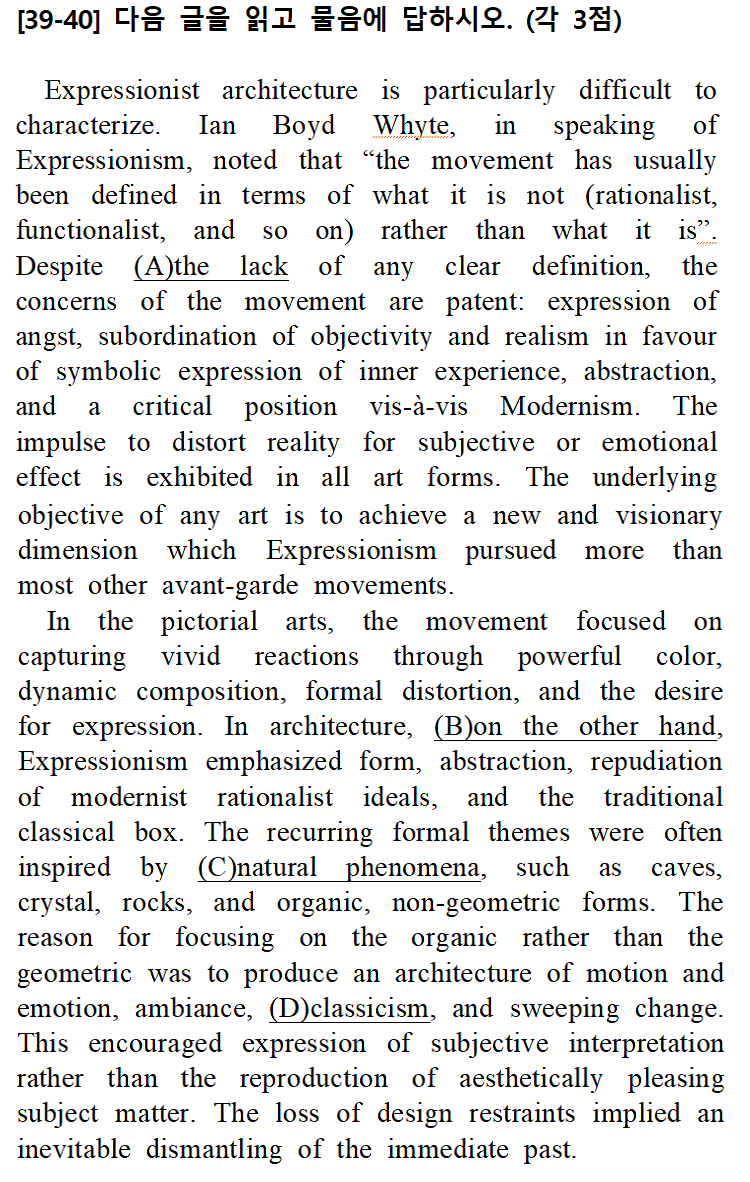 [39-40] 다음 글을 읽고 물음에 답하시오. (각 3점)
Expressionist architecture is particularly difficult to
characterize. Ian Boyd Whyte, in speaking of
Expressionism, noted that “the movement has usually
been defined in terms of what it is not (rationalist,
functionalist, and so on) rather than what it is”.
Despite (A)the lack of any clear definition, the
concerns of the movement are patent: expression of
angst, subordination of objectivity and realism in favour
of symbolic expression of inner experience, abstraction,
and a critical position vis-à-vis Modernism. The
impulse to distort reality for subjective or emotional
effect is exhibited in all art forms. The underlying
objective of any art is to achieve a new and visionary
dimension which Expressionism pursued more than
most other avant-garde movements.
In the pictorial arts, the movement focused on
capturing vivid reactions through powerful color,
dynamic composition, formal distortion, and the desire
for expression. In architecture, (B)on the other hand,
Expressionism emphasized form, abstraction, repudiation
of modernist rationalist ideals, and the traditional
classical box. The recurring formal themes were often
inspired by (C)natural phenomena, such as caves,
crystal, rocks, and organic, non-geometric forms. The
reason for focusing on the organic rather than the
geometric was to produce an architecture of motion and
emotion, ambiance, (D)classicism, and sweeping change.
This encouraged expression of subjective interpretation
rather than the reproduction of aesthetically pleasing
subject matter. The loss of design restraints implied an
inevitable dismantling of the immediate past.